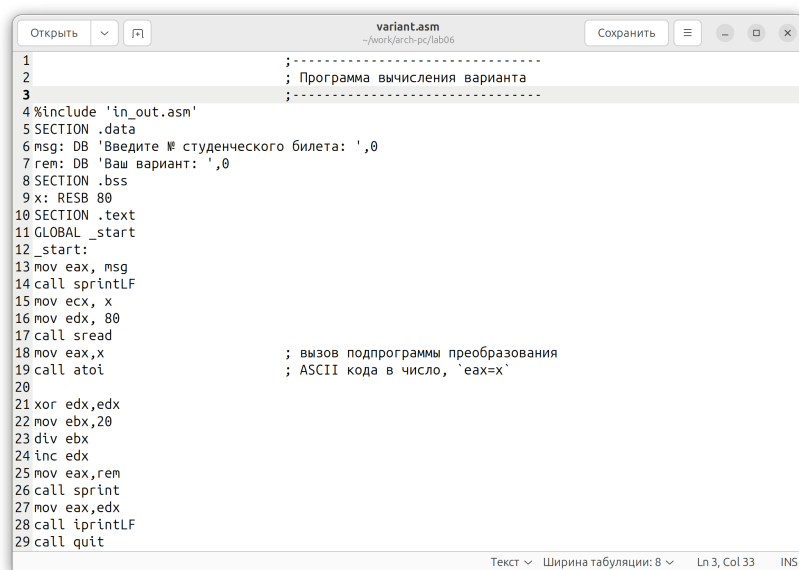 Открыть
variant.asm
~/work/arch-pc/lab06
Сохранить
1 ;--------------------------------
2 ; Программа вычисления варианта
3 ;--------------------------------
4 %include 'in_out.asm'
5 SECTION .data
6 msg: DB 'Введите № студенческого билета: ',0
7 rem: DB 'Ваш вариант: ',0
8 SECTION .bss
9 x: RESB 80
10 SECTION .text
11 GLOBAL _start
12 _start:
13 mov eax, msg
14 call sprintLF
15 mov ecx, x
16 mov edx, 80
17 call sread
18 mov eax,x ; вызов подпрограммы преобразования
19 call atoi ; ASCII кода в число, `eax=x`
20
21 xor edx,edx
22 mov ebx,20
23 div ebx
24 inc edx
25 mov eax,rem
26 call sprint
27 mov eax,edx
28 call iprintLF
29 call quit
Текст Ширина табуляции: 8 Ln 3, Col 33 INS